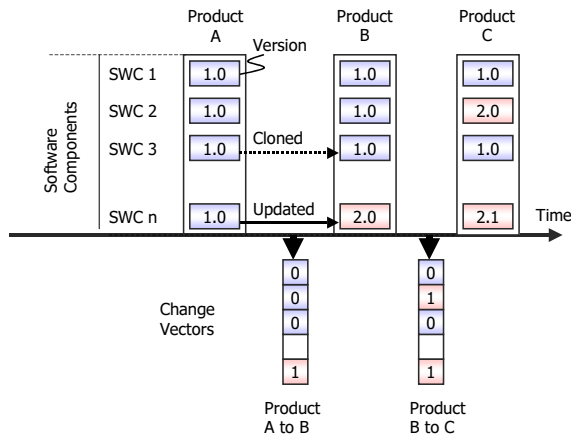 Product
A
Product
B
Product
C
Version
Software
Components
SWC 1
1.0
1.0
1.0
SWC 2
1.0
1.0
2.0
SWC 3
1.0
Cloned
1.0
1.0
SWC n
1.0
Updated
2.0
2.1
Time
Change
Vectors
0
0
0
1
0
1
0
1
Product
A to B
Product
B to C